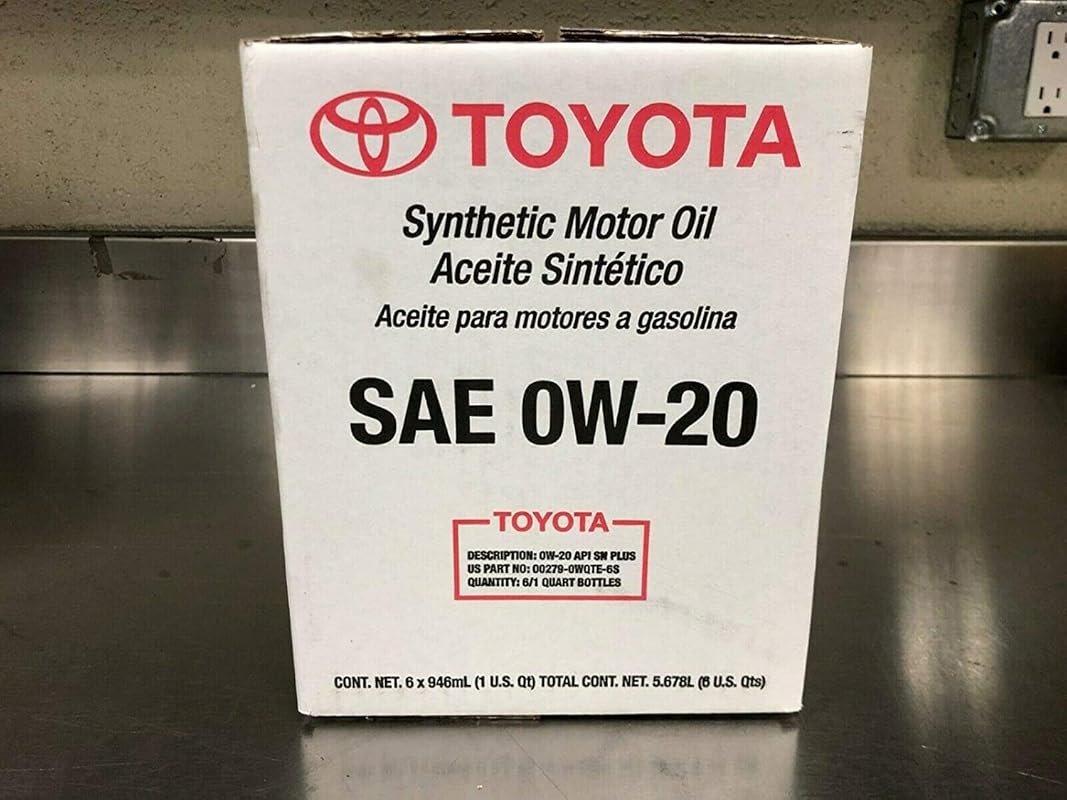 TOYOTA
Synthetic Motor Oil
Aceite Sintético
Aceite para motores a gasolina
SAE 0W-20
TOYOTA
DESCRIPTION: 0W-20 API SN PLUS
US PART NO: 00279-0WQTE-6S
QUANTITY: 6/1 QUART BOTTLES
CONT. NET. 6 x 946mL (1 U.S. Qt) TOTAL CONT. NET. 5.678L (6 U.S. Qts)